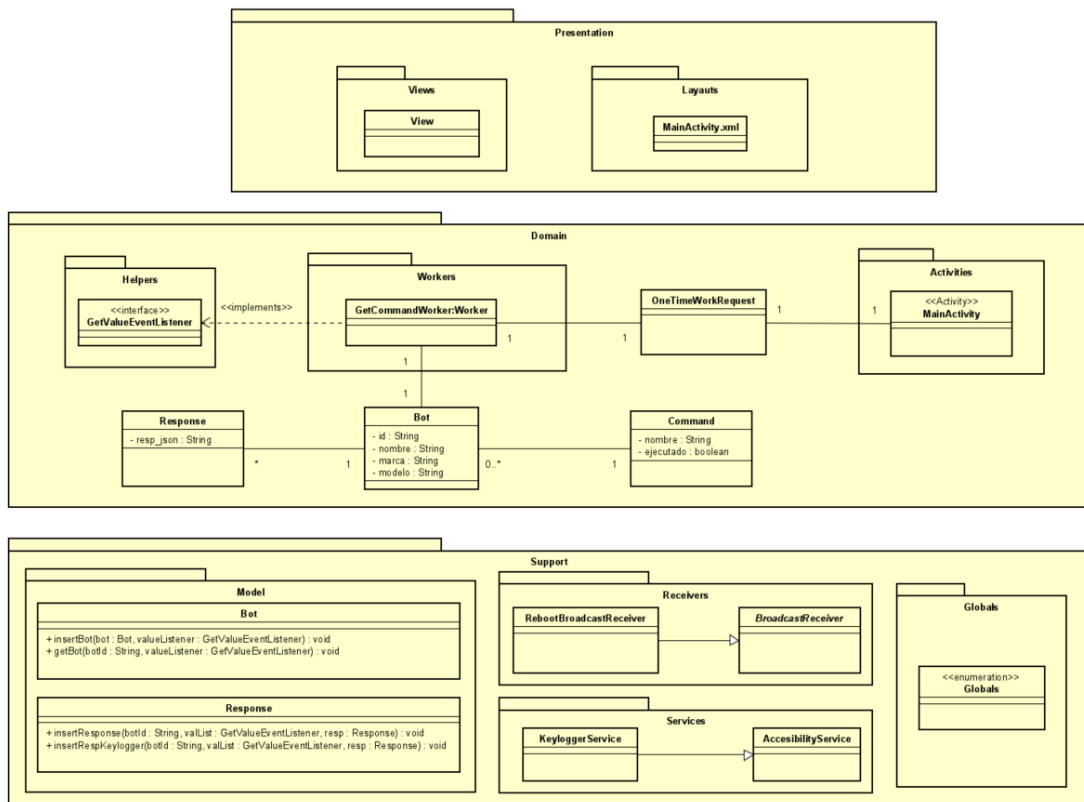 Presentation
Views
View
Layauts
MainActivity.xml
Domain
Helpers
<<interface>>
GetValueEventListener
<<implements>>
Workers
GetCommandWorker:Worker
1
1
OneTimeWorkRequest
1
1
Activities
<<Activity>>
MainActivity
1
1
Response
- resp_json : String
*
1
Bot
- id : String
- nombre : String
- marca : String
- modelo : String
0..*
1
Command
- nombre : String
- ejecutado : boolean
Support
Model
Bot
+ insertBot(bot : Bot, valueListener : GetValueEventListener) : void
+ getBot(botId : String, valueListener : GetValueEventListener) : void
Response
+ insertResponse(botId : String, valList : GetValueEventListener, resp : Response) : void
+ insertRespKeylogger(botId : String, valList : GetValueEventListener, resp : Response) : void
Receivers
RebootBroadcastReceiver
BroadcastReceiver
Services
KeyloggerService
AccesibilityService
Globals
<<enumeration>>
Globals